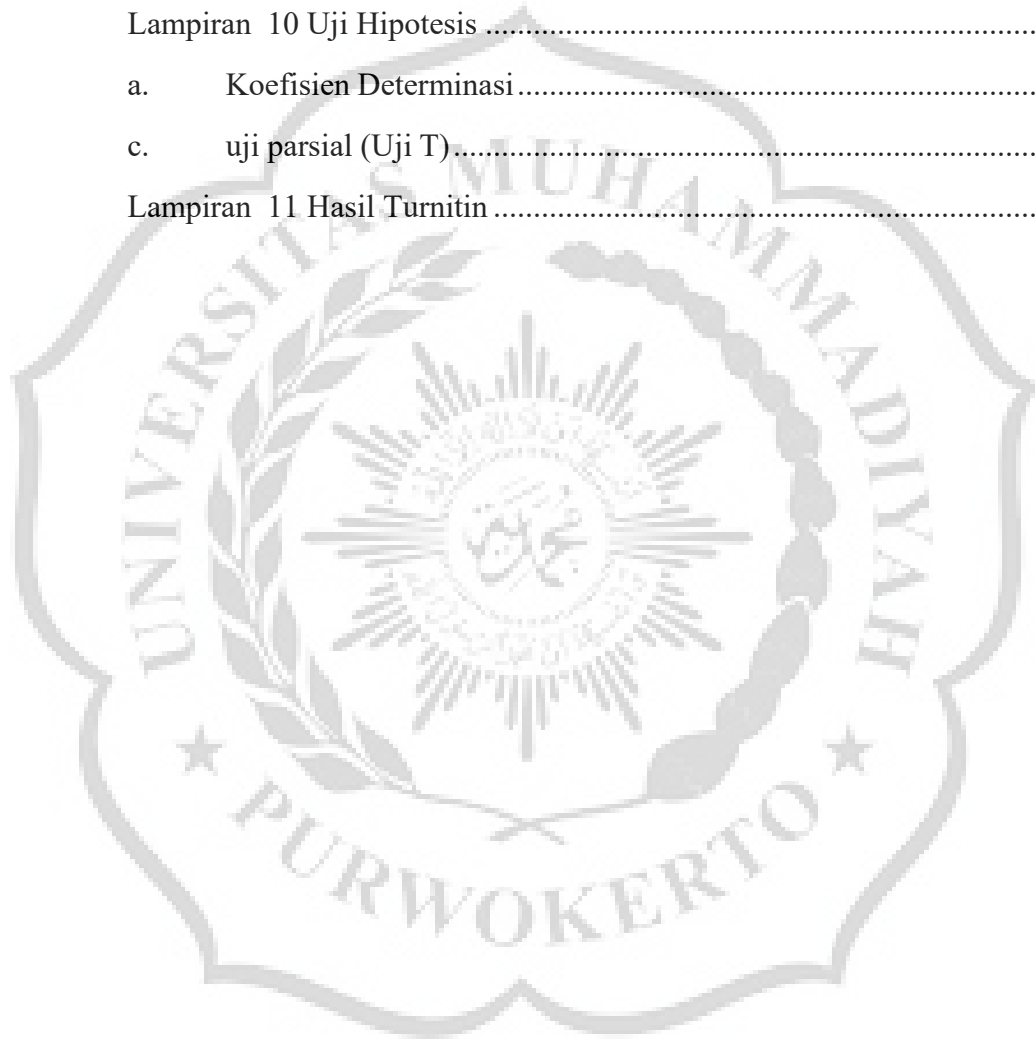 Lampiran  10 Uji Hipotesis ........................................................................
a.        Koefisien Determinasi....................................................................
c.        uji parsial (Uji T)............................................................................
Lampiran  11 Hasil Turnitin .......................................................................
UNIVERSITAS MUHAMMADIYAH
★ PURWOKERTO ★